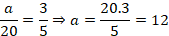 a/20 = 3/5 ⇒ a = 20.3/5 = 12